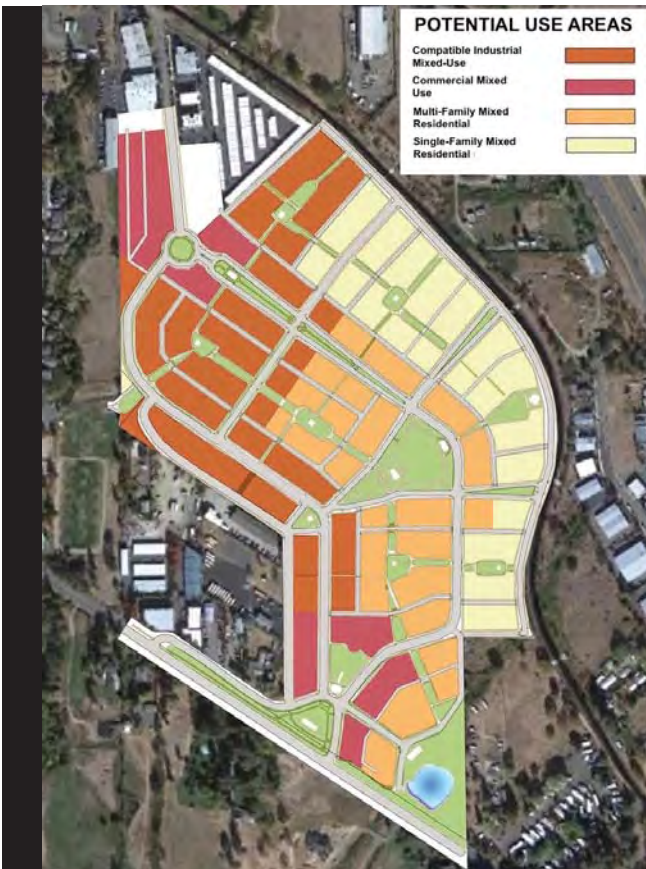 POTENTIAL USE AREAS
Compatible Industrial
Mixed-Use
Commercial Mixed
Use
Multi-Family Mixed
Residential
Single-Family Mixed
Residential